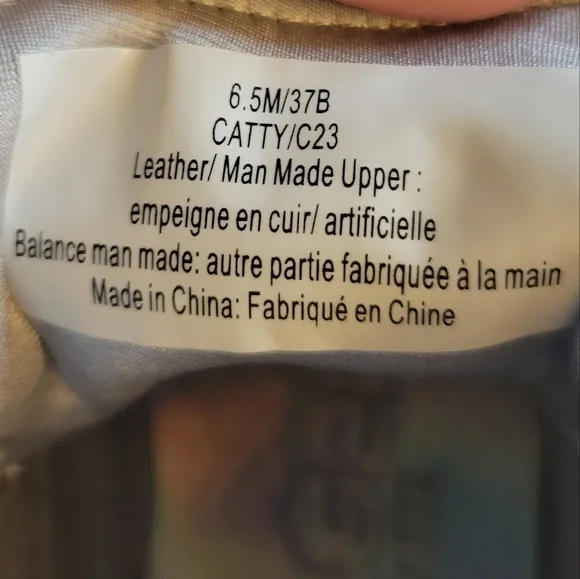 6.5M/37B
CATTY/C23
Leather/ Man Made Upper :
empeigne en cuir/ artificielle
Balance man made: autre partie fabriquée à la main
Made in China: Fabriqué en Chine